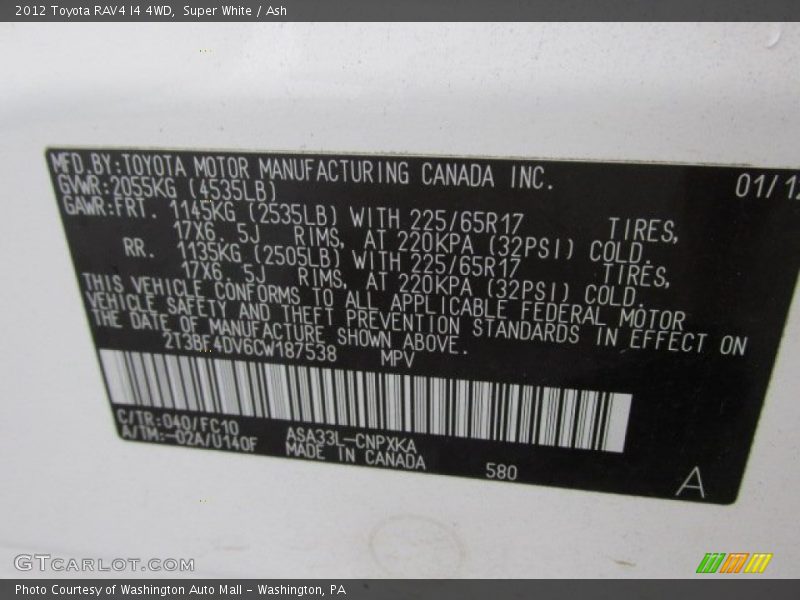 2012 Toyota RAV4 I4 4WD, Super White / Ash
MFD.BY:TOYOTA MOTOR MANUFACTURING CANADA INC. 01/12
GVWR:2055KG (4535LB)
GAWR:FRT. 1145KG (2535LB) WITH 225/65R17 TIRES,
17X6.5J RIMS, AT 220KPA (32PSI) COLD.
RR. 1135KG (2505LB) WITH 225/65R17 TIRES,
17X6.5J RIMS, AT 220KPA (32PSI) COLD.
THIS VEHICLE CONFORMS TO ALL APPLICABLE FEDERAL MOTOR
VEHICLE SAFETY AND THEFT PREVENTION STANDARDS IN EFFECT ON
THE DATE OF MANUFACTURE SHOWN ABOVE.
2T3BF4DV6CW187538 MPV
C/TR:040/FC10 ASA33L-CNPXKA
A/TM:-02A/U140F MADE IN CANADA 580 A
GTCARLOT.COM
Photo Courtesy of Washington Auto Mall - Washington, PA